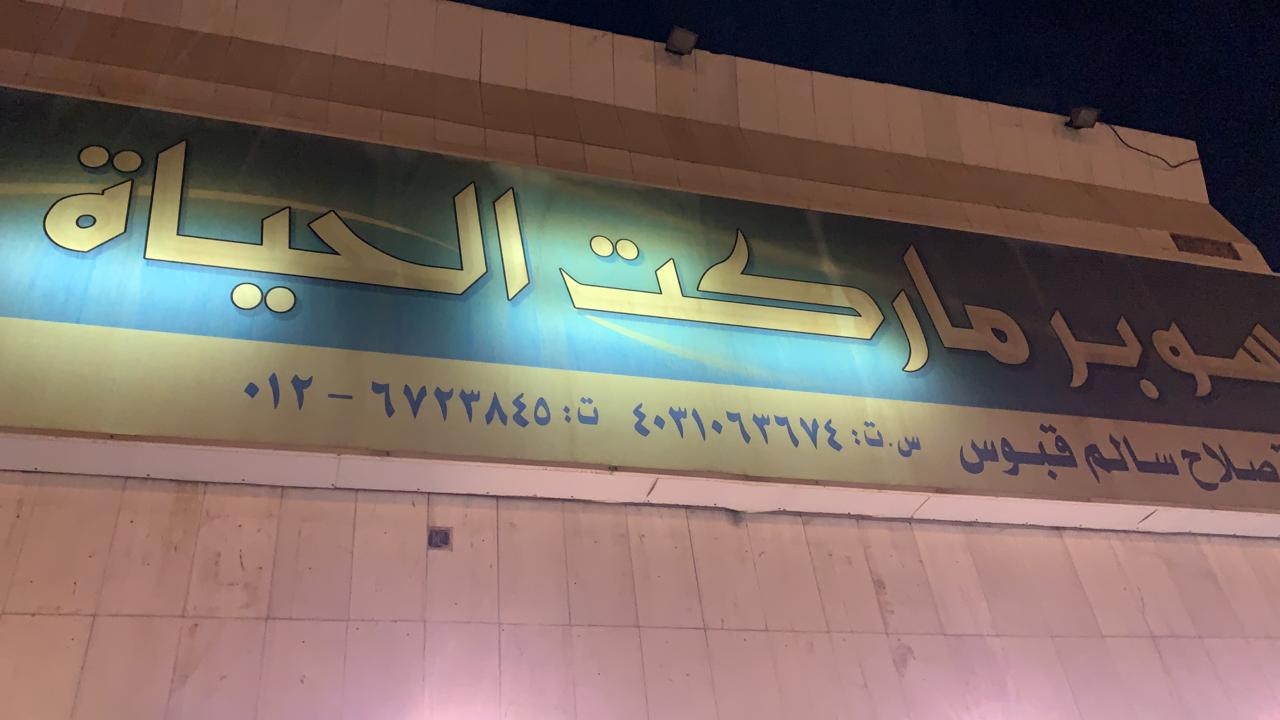 سوبر ماركت الحياة
صلاح سالم قبوس س.ت: ٤٠٣١٠٦٣٦٧٤ ت: ٦٧٢٣٨٤٥ – ٠١٢